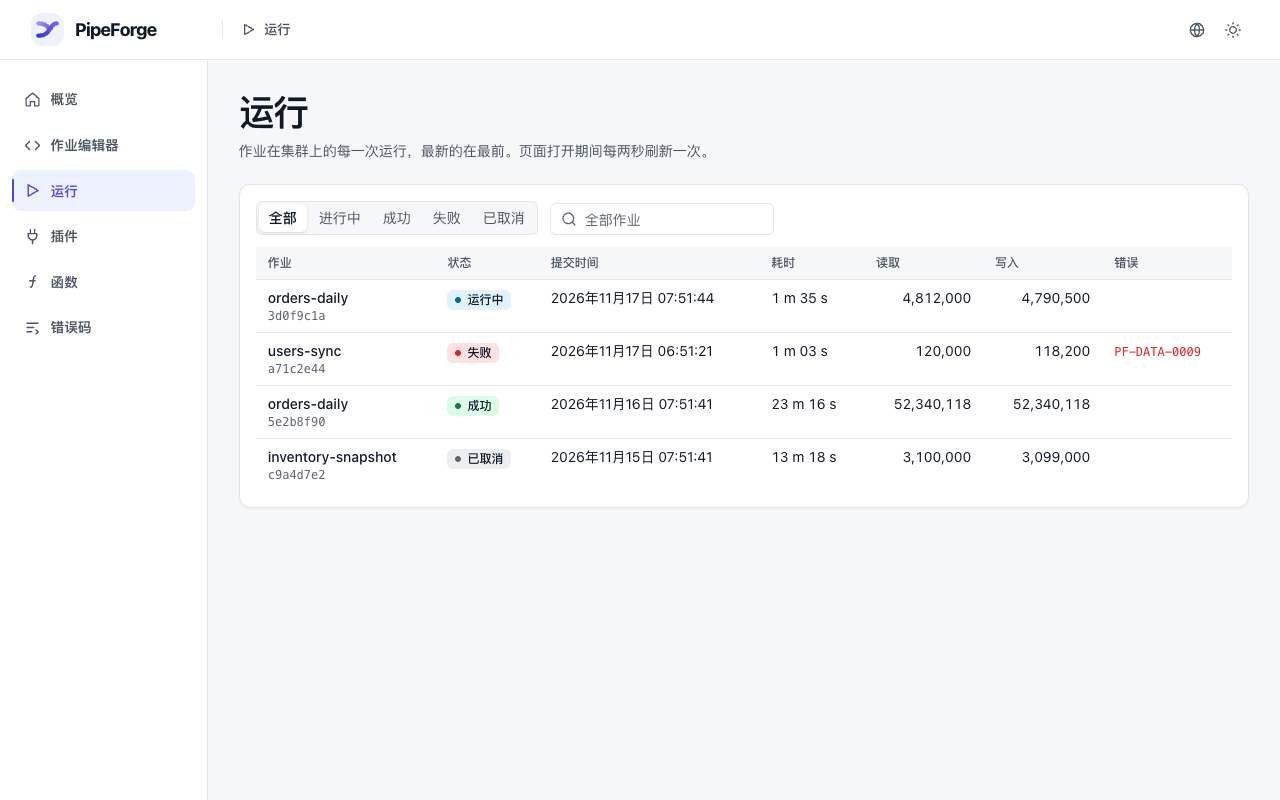 PipeForge
运行
概览
作业编辑器
运行
插件
函数
错误码
运行
作业在集群上的每一次运行，最新的在最前。页面打开期间每两秒刷新一次。
全部 进行中 成功 失败 已取消 全部作业
作业 状态 提交时间 耗时 读取 写入 错误
orders-daily 运行中 2026年11月17日 07:51:44 1 m 35 s 4,812,000 4,790,500
3d0f9c1a
users-sync 失败 2026年11月17日 06:51:21 1 m 03 s 120,000 118,200 PF-DATA-0009
a71c2e44
orders-daily 成功 2026年11月16日 07:51:41 23 m 16 s 52,340,118 52,340,118
5e2b8f90
inventory-snapshot 已取消 2026年11月15日 07:51:41 13 m 18 s 3,100,000 3,099,000
c9a4d7e2